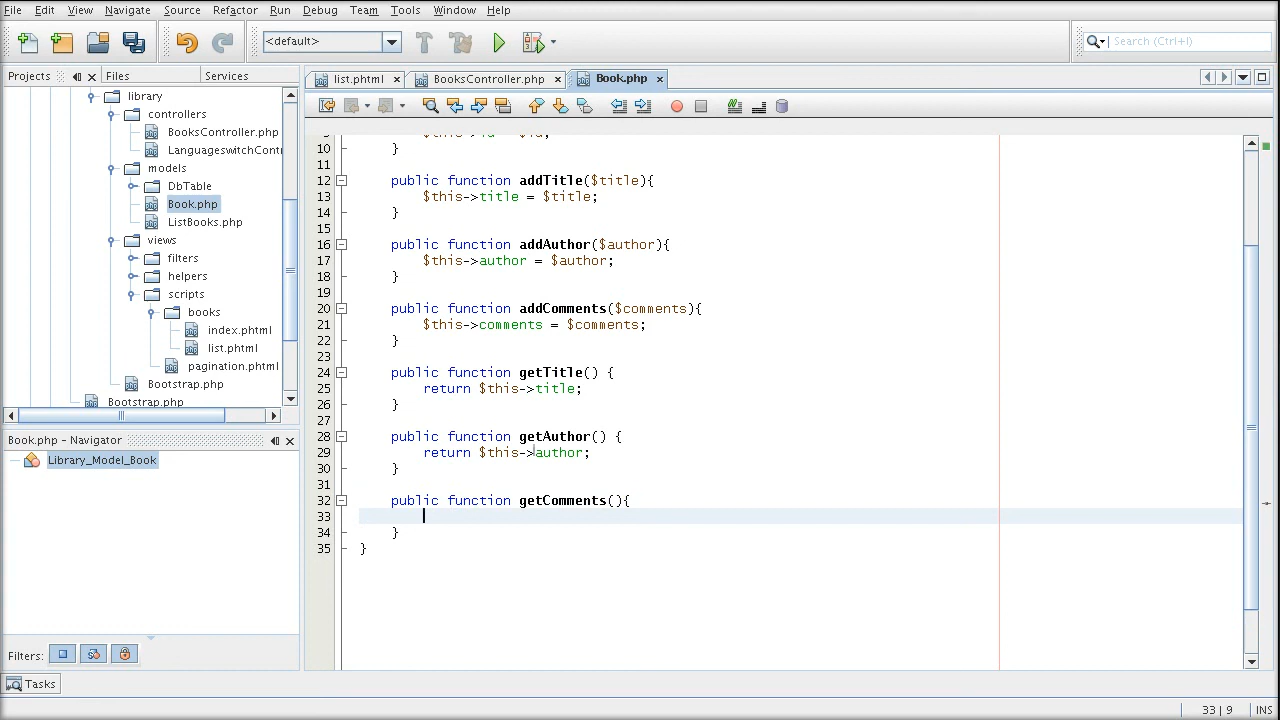 File Edit View Navigate Source Refactor Run Debug Team Tools Window Help
<default>
Search (Ctrl+I)
Projects Files Services
library
controllers
BooksController.php
LanguageswitchContr
models
DbTable
Book.php
ListBooks.php
views
filters
helpers
scripts
books
index.phtml
list.phtml
pagination.phtml
Bootstrap.php
Bootstrap.php
Book.php - Navigator
Library_Model_Book
Filters:
Tasks
list.phtml BooksController.php Book.php
10 }
11
12 public function addTitle($title){
13 $this->title = $title;
14 }
15
16 public function addAuthor($author){
17 $this->author = $author;
18 }
19
20 public function addComments($comments){
21 $this->comments = $comments;
22 }
23
24 public function getTitle() {
25 return $this->title;
26 }
27
28 public function getAuthor() {
29 return $this->author;
30 }
31
32 public function getComments(){
33
34 }
35 }
33 | 9 INS